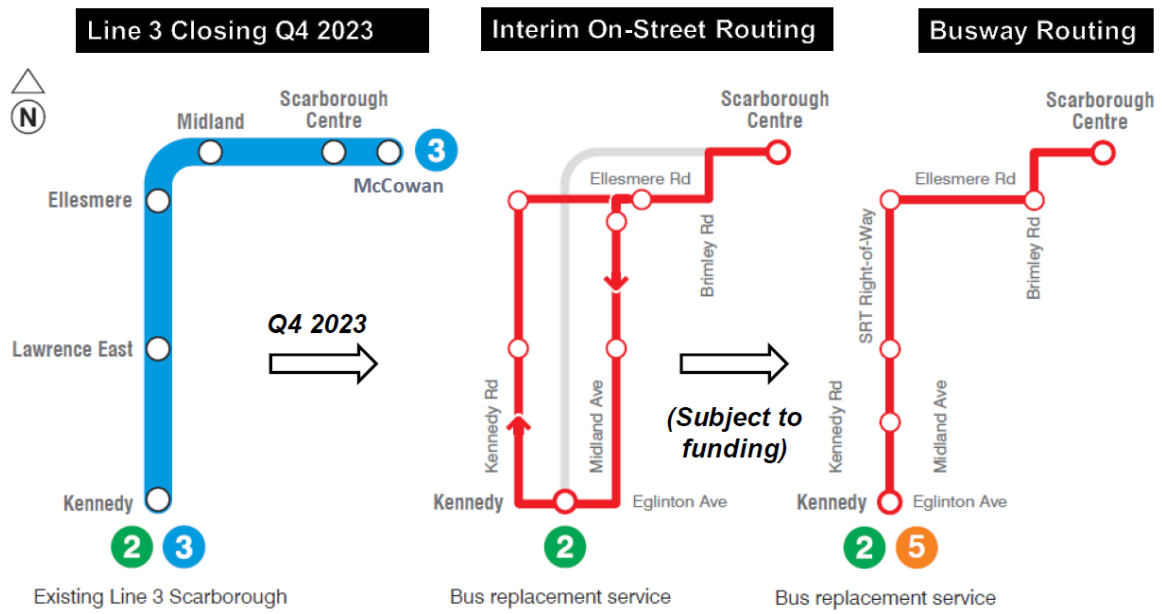 Line 3 Closing Q4 2023
N
Scarborough
Centre
Midland
3
McCowan
Ellesmere
Lawrence East
Kennedy
2 3
Existing Line 3 Scarborough
Q4 2023
Interim On-Street Routing
Scarborough
Centre
Ellesmere Rd
Brimley Rd
Kennedy Rd
Midland Ave
Kennedy
Eglinton Ave
2
Bus replacement service
(Subject to
funding)
Busway Routing
Scarborough
Centre
Ellesmere Rd
Brimley Rd
SRT Right-of-Way
Kennedy Rd
Midland Ave
Kennedy
Eglinton Ave
2 5
Bus replacement service